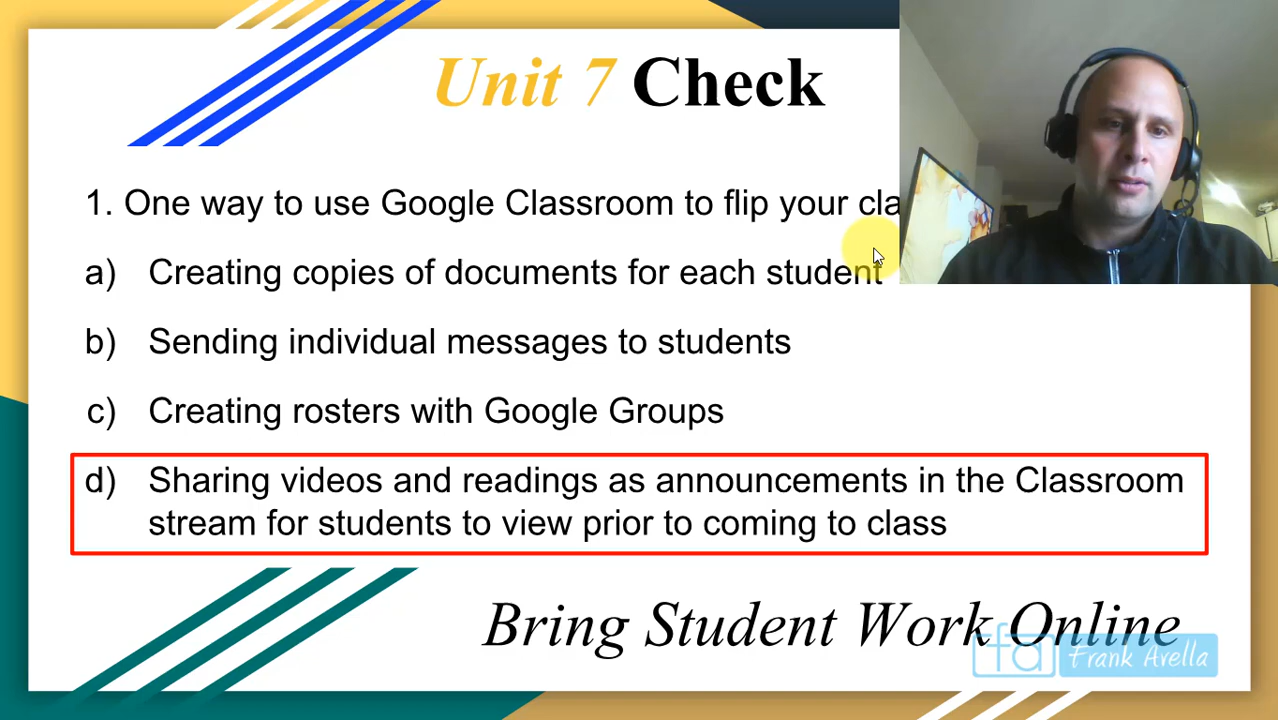 Unit 7 Check
1. One way to use Google Classroom to flip your cla
a) Creating copies of documents for each student
b) Sending individual messages to students
c) Creating rosters with Google Groups
d) Sharing videos and readings as announcements in the Classroom
stream for students to view prior to coming to class
Bring Student Work Online
fa Frank Avella